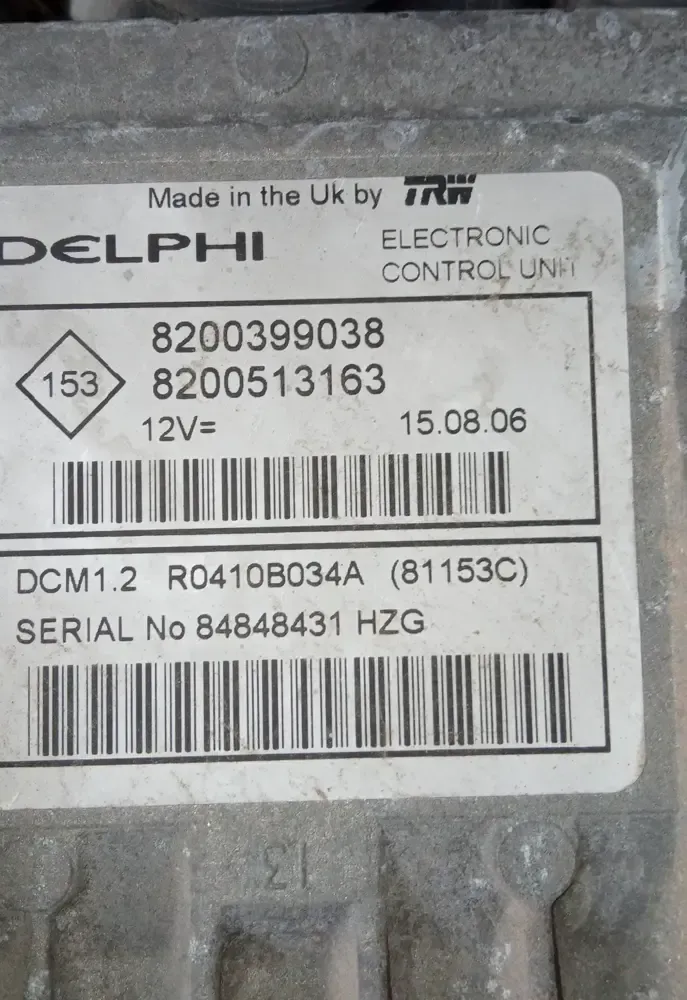 Made in the Uk by TRW
DELPHI
ELECTRONIC
CONTROL UNIT
8200399038
153
8200513163
12V=
15.08.06
DCM1.2 R0410B034A (81153C)
SERIAL No 84848431 HZG
13